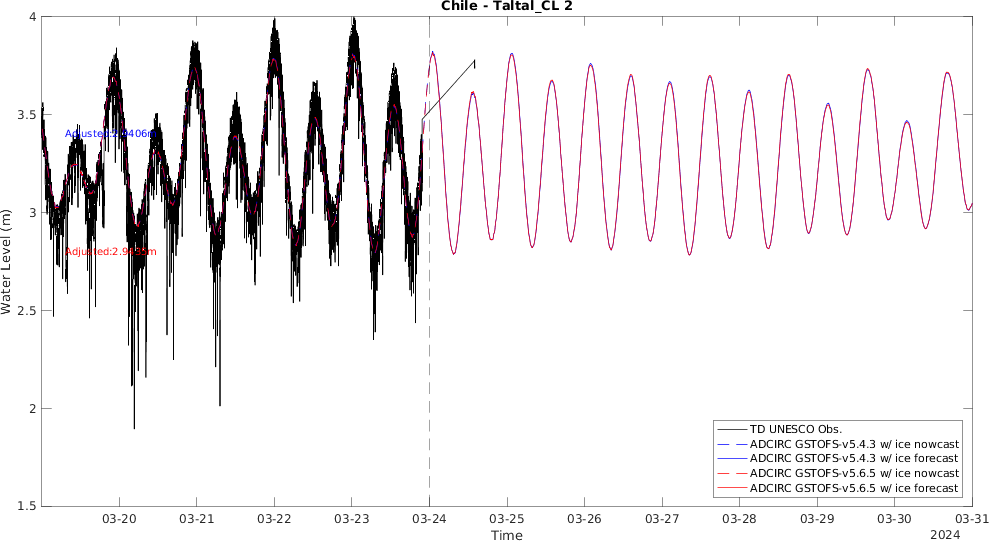 Chile - Taltal_CL 2
4
3.5
3
2.5
2
1.5
Water Level (m)
03-20
03-21
03-22
03-23
03-24
03-25
03-26
03-27
03-28
03-29
03-30
03-31
Time
2024
TD UNESCO Obs.
ADCIRC GSTOFS-v5.4.3 w/ ice nowcast
ADCIRC GSTOFS-v5.4.3 w/ ice forecast
ADCIRC GSTOFS-v5.6.5 w/ ice nowcast
ADCIRC GSTOFS-v5.6.5 w/ ice forecast